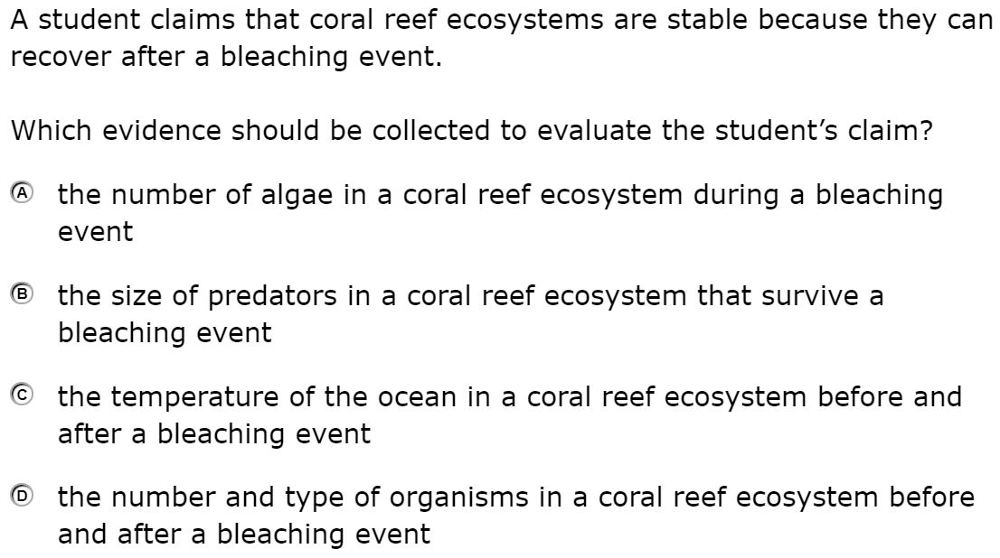 A student claims that coral reef ecosystems are stable because they can
recover after a bleaching event.
Which evidence should be collected to evaluate the student’s claim?
A the number of algae in a coral reef ecosystem during a bleaching
event
B the size of predators in a coral reef ecosystem that survive a
bleaching event
C the temperature of the ocean in a coral reef ecosystem before and
after a bleaching event
D the number and type of organisms in a coral reef ecosystem before
and after a bleaching event